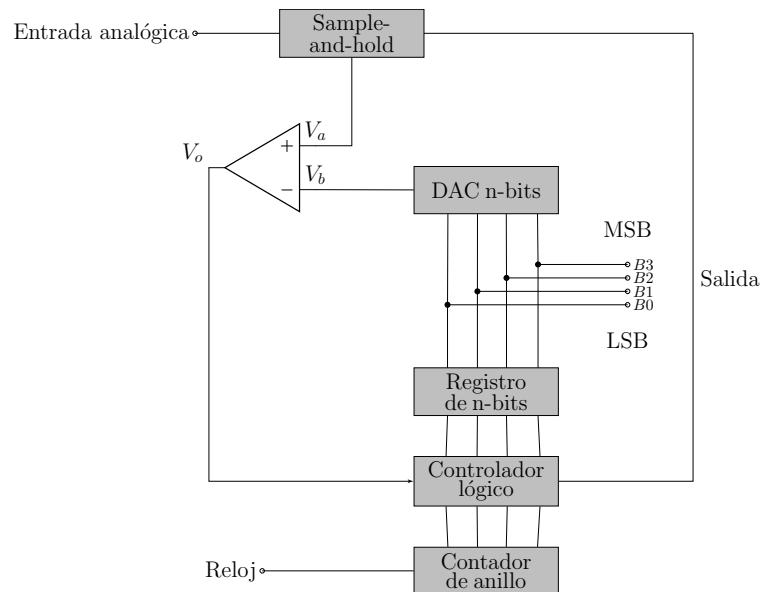 Entrada analógica
Sample-
and-hold
V_a
+
V_o
V_b
−
DAC n-bits
MSB
B3
B2
B1
B0
Salida
LSB
Registro
de n-bits
Controlador
lógico
Reloj
Contador
de anillo